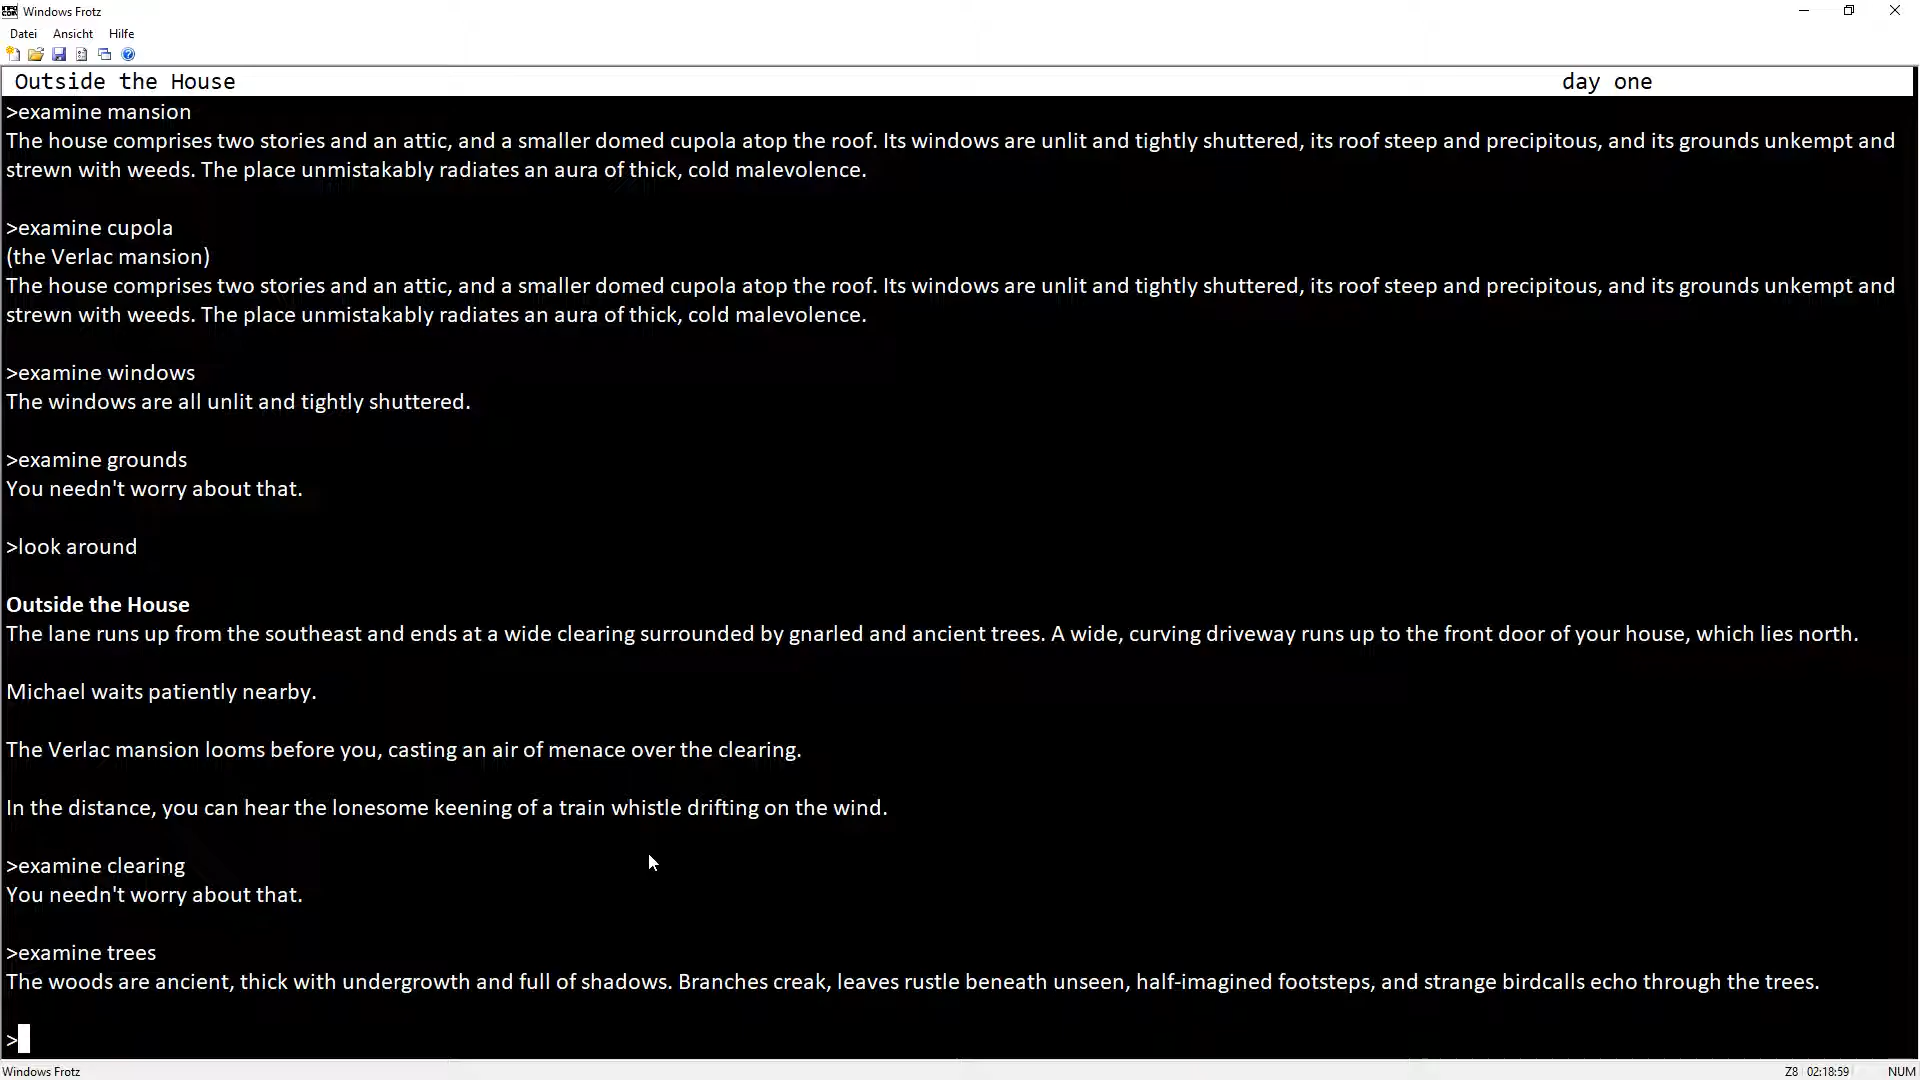 Windows Frotz
Datei Ansicht Hilfe
Outside the House day one
>examine mansion
The house comprises two stories and an attic, and a smaller domed cupola atop the roof. Its windows are unlit and tightly shuttered, its roof steep and precipitous, and its grounds unkempt and
strewn with weeds. The place unmistakably radiates an aura of thick, cold malevolence.
>examine cupola
(the Verlac mansion)
The house comprises two stories and an attic, and a smaller domed cupola atop the roof. Its windows are unlit and tightly shuttered, its roof steep and precipitous, and its grounds unkempt and
strewn with weeds. The place unmistakably radiates an aura of thick, cold malevolence.
>examine windows
The windows are all unlit and tightly shuttered.
>examine grounds
You needn't worry about that.
>look around
Outside the House
The lane runs up from the southeast and ends at a wide clearing surrounded by gnarled and ancient trees. A wide, curving driveway runs up to the front door of your house, which lies north.
Michael waits patiently nearby.
The Verlac mansion looms before you, casting an air of menace over the clearing.
In the distance, you can hear the lonesome keening of a train whistle drifting on the wind.
>examine clearing
You needn't worry about that.
>examine trees
The woods are ancient, thick with undergrowth and full of shadows. Branches creak, leaves rustle beneath unseen, half-imagined footsteps, and strange birdcalls echo through the trees.
>
Windows Frotz Z8 02:18:59 NUM